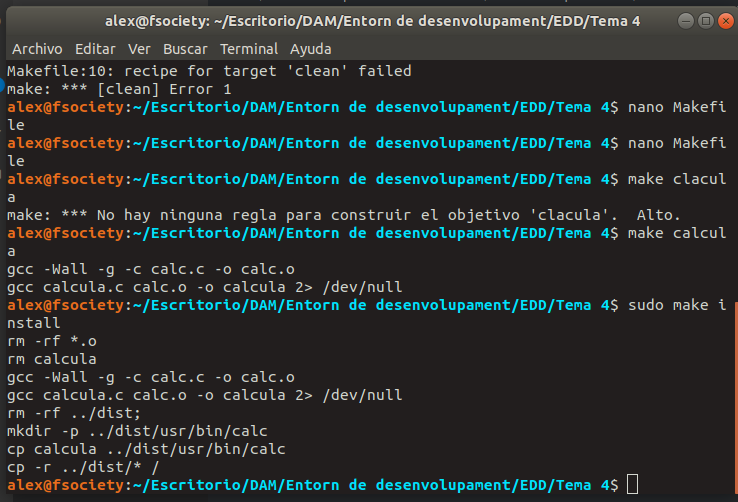 alex@fsociety: ~/Escritorio/DAM/Entorn de desenvolupament/EDD/Tema 4
Archivo Editar Ver Buscar Terminal Ayuda
Makefile:10: recipe for target 'clean' failed
make: *** [clean] Error 1
alex@fsociety:~/Escritorio/DAM/Entorn de desenvolupament/EDD/Tema 4$ nano Makefi
le
alex@fsociety:~/Escritorio/DAM/Entorn de desenvolupament/EDD/Tema 4$ nano Makefi
le
alex@fsociety:~/Escritorio/DAM/Entorn de desenvolupament/EDD/Tema 4$ make clacul
a
make: *** No hay ninguna regla para construir el objetivo 'clacula'.  Alto.
alex@fsociety:~/Escritorio/DAM/Entorn de desenvolupament/EDD/Tema 4$ make calcul
a
gcc -Wall -g -c calc.c -o calc.o
gcc calcula.c calc.o -o calcula 2> /dev/null
alex@fsociety:~/Escritorio/DAM/Entorn de desenvolupament/EDD/Tema 4$ sudo make i
nstall
rm -rf *.o
rm calcula
gcc -Wall -g -c calc.c -o calc.o
gcc calcula.c calc.o -o calcula 2> /dev/null
rm -rf ../dist;
mkdir -p ../dist/usr/bin/calc
cp calcula ../dist/usr/bin/calc
cp -r ../dist/* /
alex@fsociety:~/Escritorio/DAM/Entorn de desenvolupament/EDD/Tema 4$